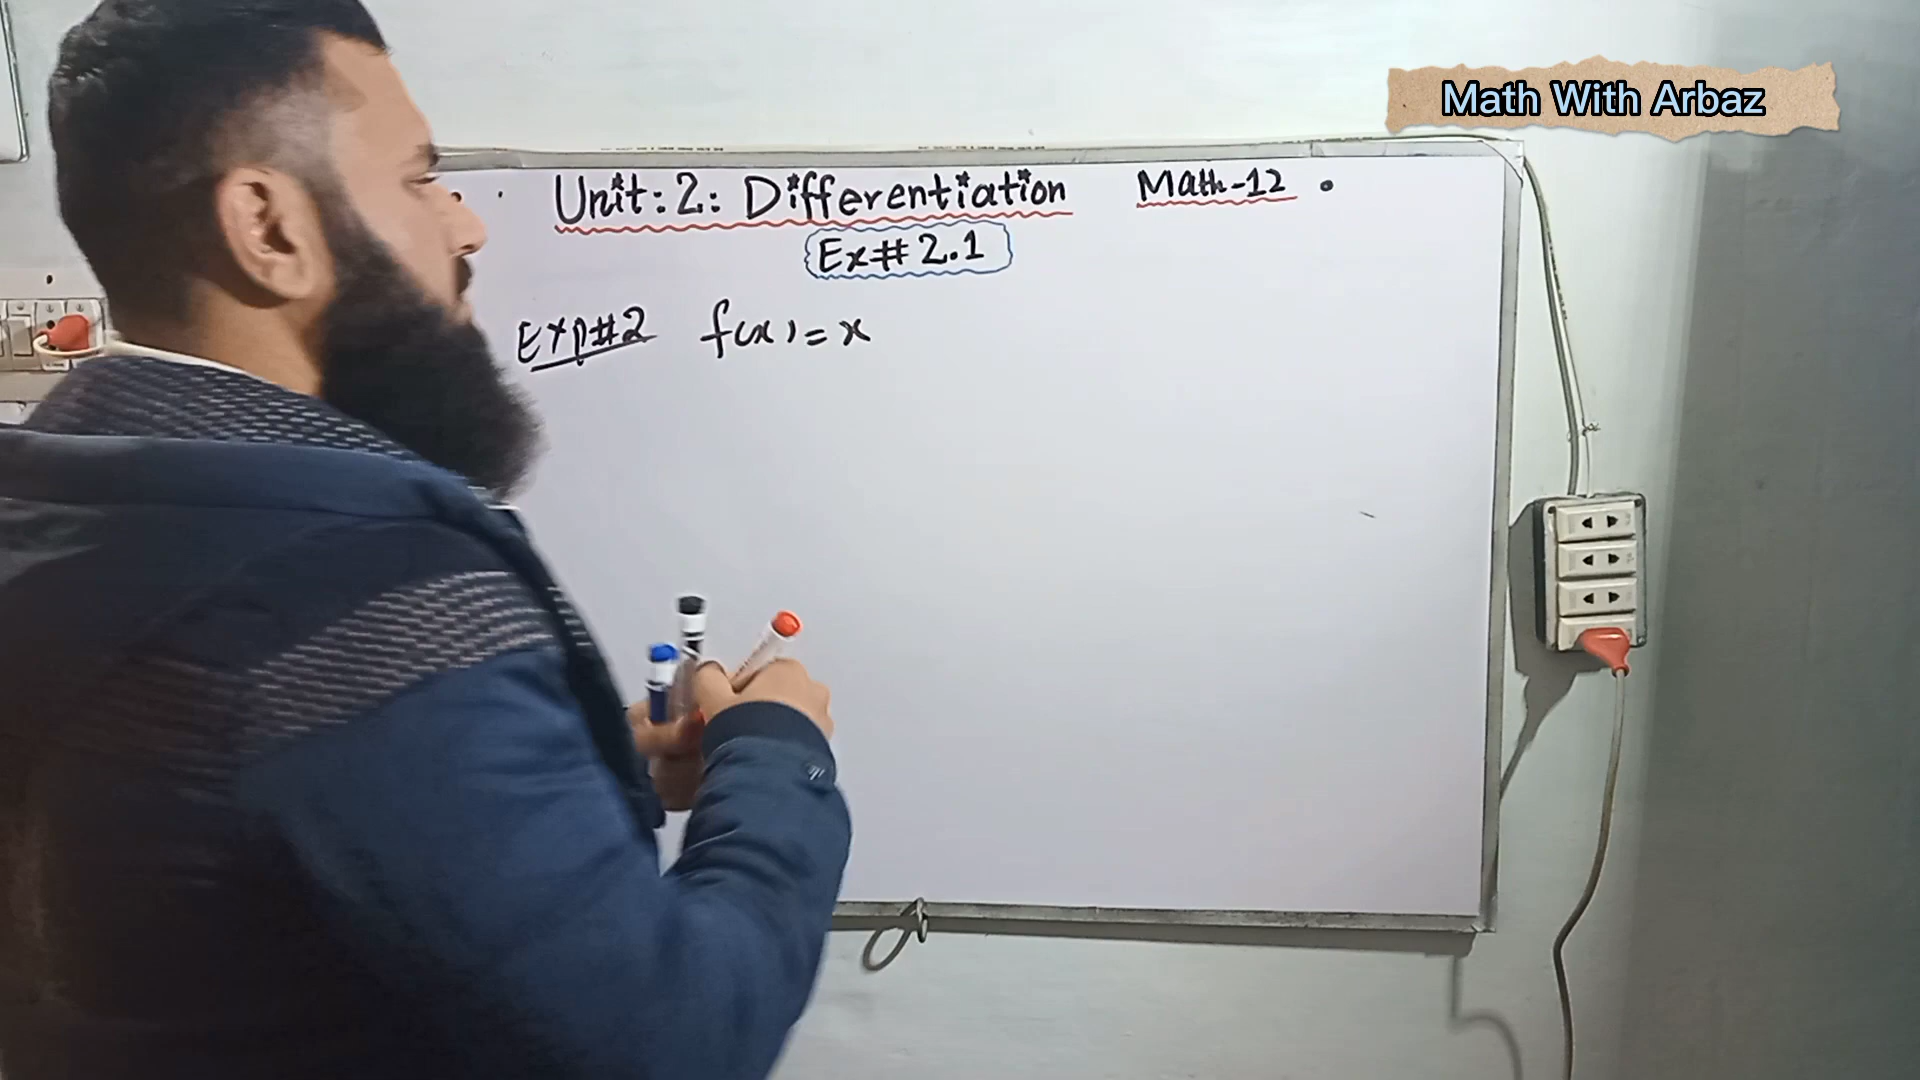 Math With Arbaz
Unit:2: Differentiation Math-12
Ex# 2.1
Exp#2 f(x) = x